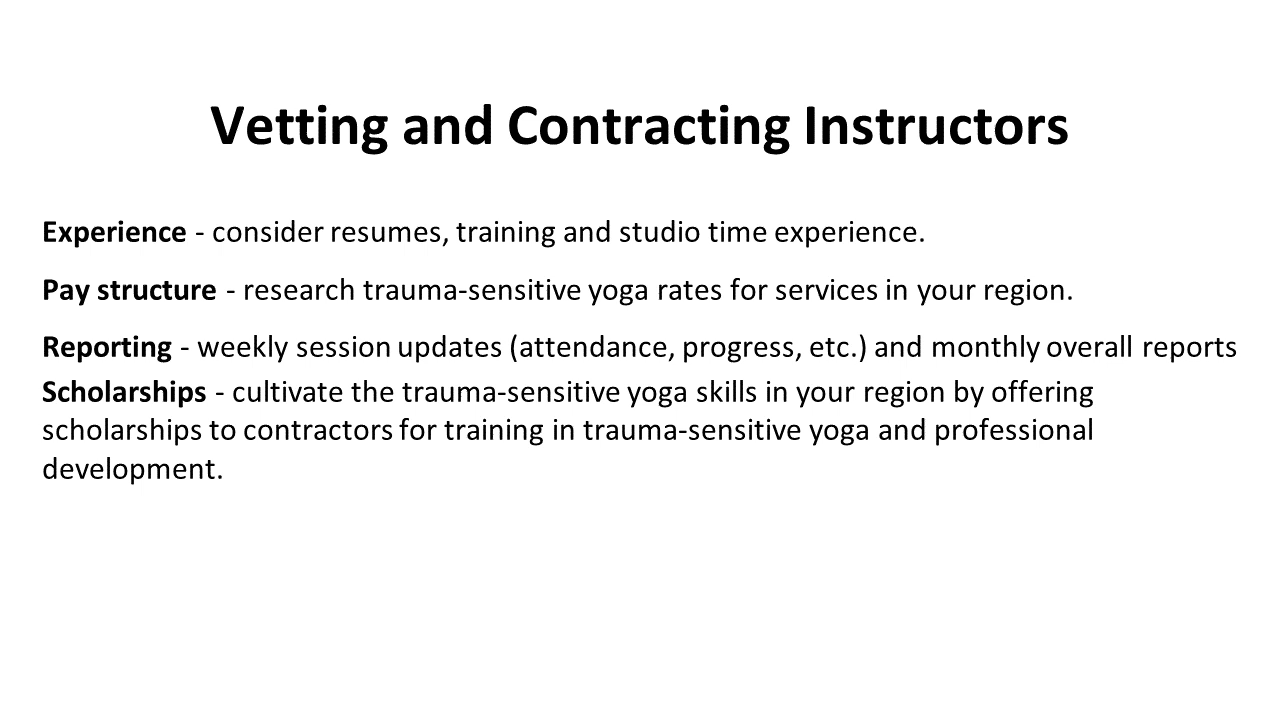 Vetting and Contracting Instructors
Experience - consider resumes, training and studio time experience.
Pay structure - research trauma-sensitive yoga rates for services in your region.
Reporting - weekly session updates (attendance, progress, etc.) and monthly overall reports
Scholarships - cultivate the trauma-sensitive yoga skills in your region by offering
scholarships to contractors for training in trauma-sensitive yoga and professional
development.